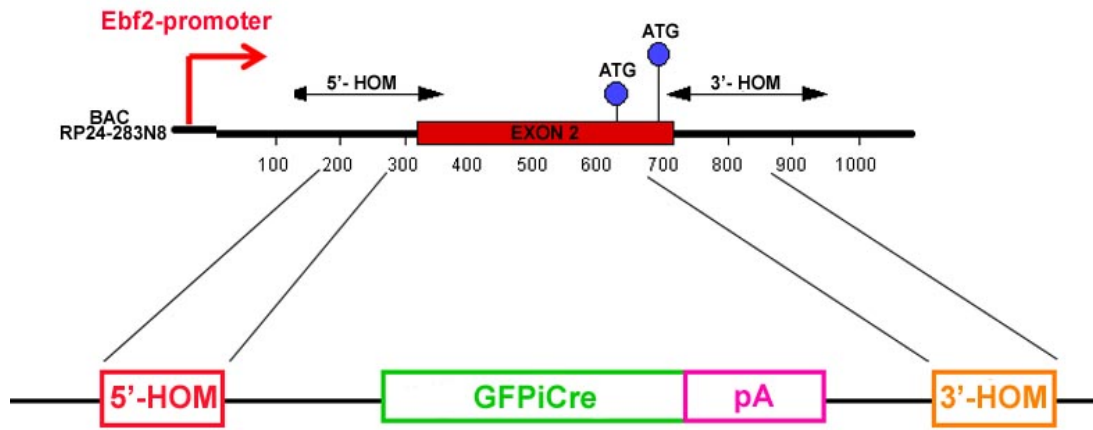 Ebf2-promoter
ATG
ATG
5'- HOM
3'- HOM
BAC
RP24-283N8
EXON 2
100 200 300 400 500 600 700 800 900 1000
5'-HOM
GFPiCre
pA
3'-HOM